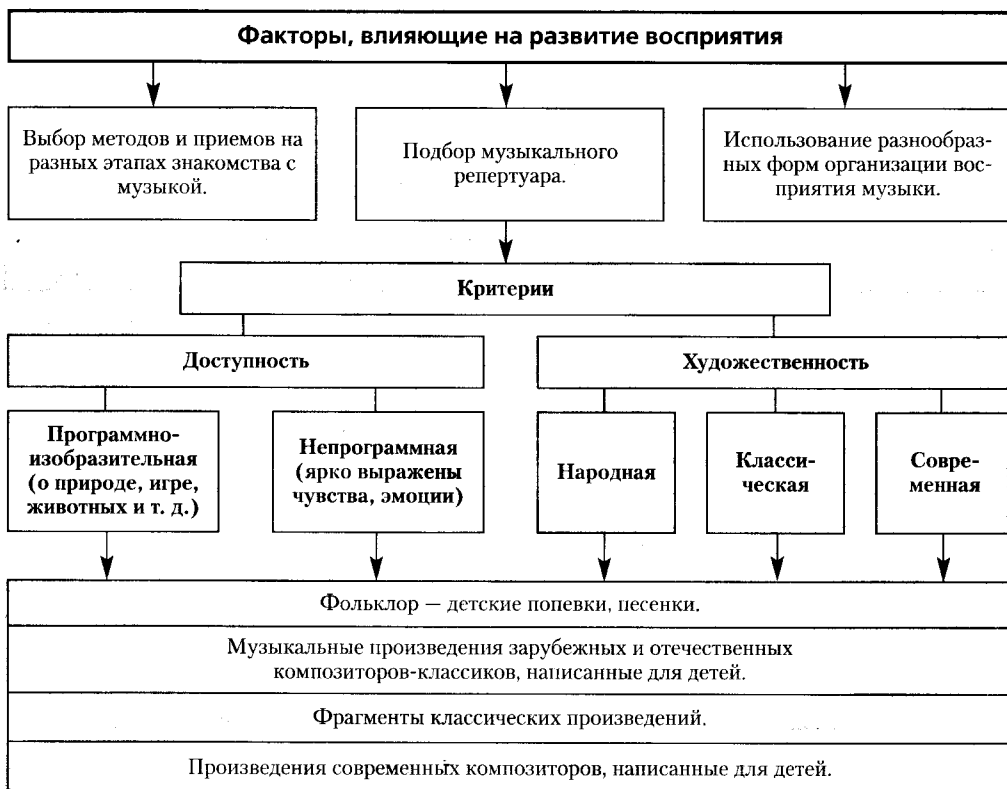 Факторы, влияющие на развитие восприятия
Выбор методов и приемов на
разных этапах знакомства с
музыкой.
Подбор музыкального
репертуара.
Использование разнообраз-
ных форм организации вос-
приятия музыки.
Критерии
Доступность
Художественность
Программно-
изобразительная
(о природе, игре,
животных и т. д.)
Непрограммная
(ярко выражены
чувства, эмоции)
Народная
Класси-
ческая
Совре-
менная
Фольклор — детские попевки, песенки.
Музыкальные произведения зарубежных и отечественных
композиторов-классиков, написанные для детей.
Фрагменты классических произведений.
Произведения современных композиторов, написанные для детей.